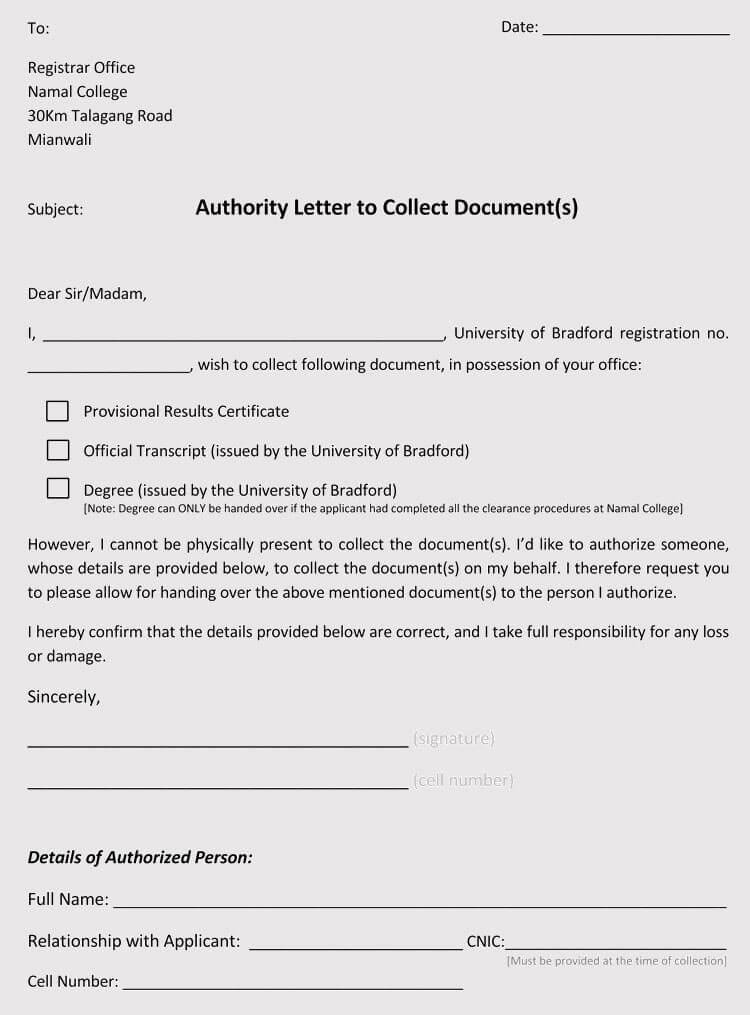 To:
Date: ____________________
Registrar Office
Namal College
30Km Talagang Road
Mianwali
Subject: Authority Letter to Collect Document(s)
Dear Sir/Madam,
I, ____________________________________________, University of Bradford registration no.
__________________, wish to collect following document, in possession of your office:
Provisional Results Certificate
Official Transcript (issued by the University of Bradford)
Degree (issued by the University of Bradford)
[Note: Degree can ONLY be handed over if the applicant had completed all the clearance procedures at Namal College]
However, I cannot be physically present to collect the document(s). I’d like to authorize someone,
whose details are provided below, to collect the document(s) on my behalf. I therefore request you
to please allow for handing over the above mentioned document(s) to the person I authorize.
I hereby confirm that the details provided below are correct, and I take full responsibility for any loss
or damage.
Sincerely,
__________________________________________ (signature)
__________________________________________ (cell number)
Details of Authorized Person:
Full Name: ____________________________________________________________________
Relationship with Applicant: _______________________ CNIC:________________________
[Must be provided at the time of collection]
Cell Number: _____________________________________